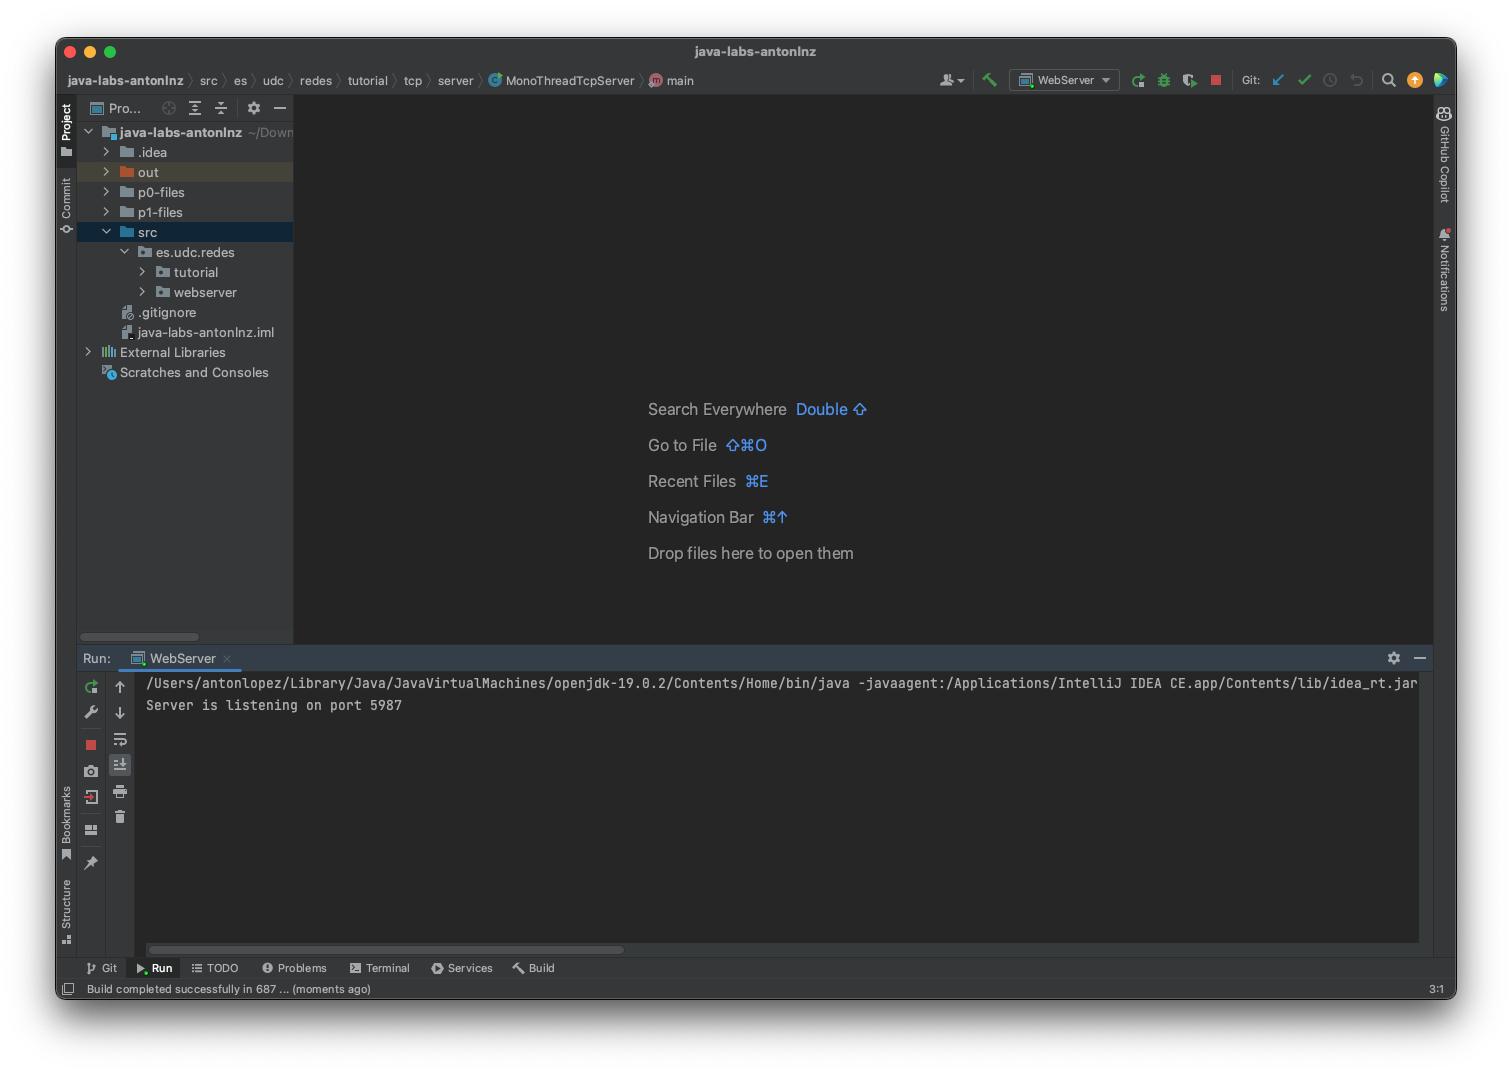 java-labs-antonlnz
java-labs-antonlnz src es udc redes tutorial tcp server MonoThreadTcpServer main
WebServer
Git:
Pro...
java-labs-antonlnz ~/Down
.idea
out
p0-files
p1-files
src
es.udc.redes
tutorial
webserver
.gitignore
java-labs-antonlnz.iml
External Libraries
Scratches and Consoles
Project
Commit
Bookmarks
Structure
GitHub Copilot
Notifications
Search Everywhere Double ⇧
Go to File ⇧⌘O
Recent Files ⌘E
Navigation Bar ⌘↑
Drop files here to open them
Run: WebServer
/Users/antonlopez/Library/Java/JavaVirtualMachines/openjdk-19.0.2/Contents/Home/bin/java -javaagent:/Applications/IntelliJ IDEA CE.app/Contents/lib/idea_rt.jar
Server is listening on port 5987
Git Run TODO Problems Terminal Services Build
Build completed successfully in 687 ... (moments ago)
3:1